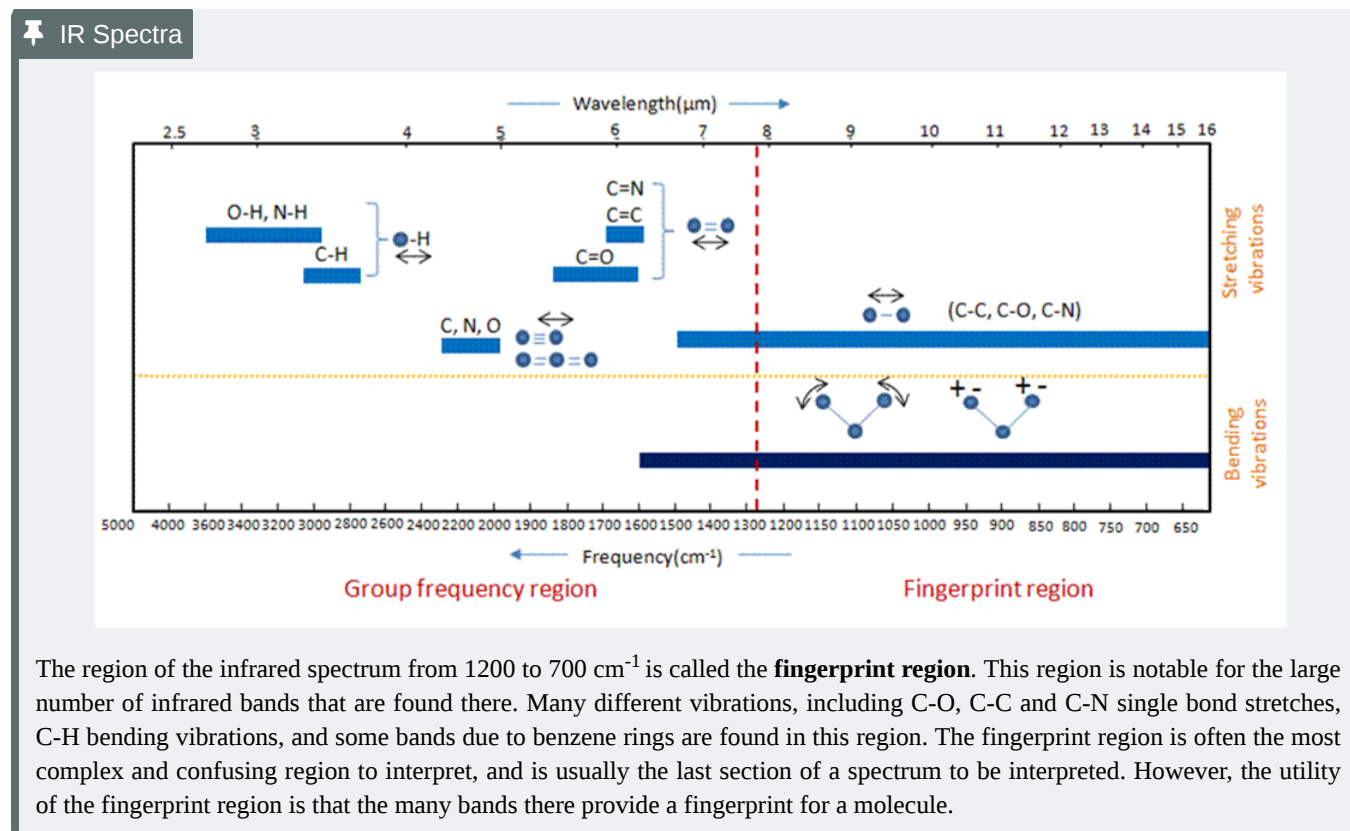 IR Spectra
Wavelength(μm)
2.5 3 4 5 6 7 8 9 10 11 12 13 14 15 16
C=N
O-H, N-H
C=C
-H
C-H
C=O
Stretching
vibrations
(C-C, C-O, C-N)
C, N, O
+ - + -
Bending
vibrations
5000 4000 3600 3400 3200 3000 2800 2600 2400 2200 2000 1900 1800 1700 1600 1500 1400 1300 1200 1150 1100 1050 1000 950 900 850 800 750 700 650
Frequency(cm⁻¹)
Group frequency region Fingerprint region
The region of the infrared spectrum from 1200 to 700 cm⁻¹ is called the fingerprint region. This region is notable for the large
number of infrared bands that are found there. Many different vibrations, including C-O, C-C and C-N single bond stretches,
C-H bending vibrations, and some bands due to benzene rings are found in this region. The fingerprint region is often the most
complex and confusing region to interpret, and is usually the last section of a spectrum to be interpreted. However, the utility
of the fingerprint region is that the many bands there provide a fingerprint for a molecule.